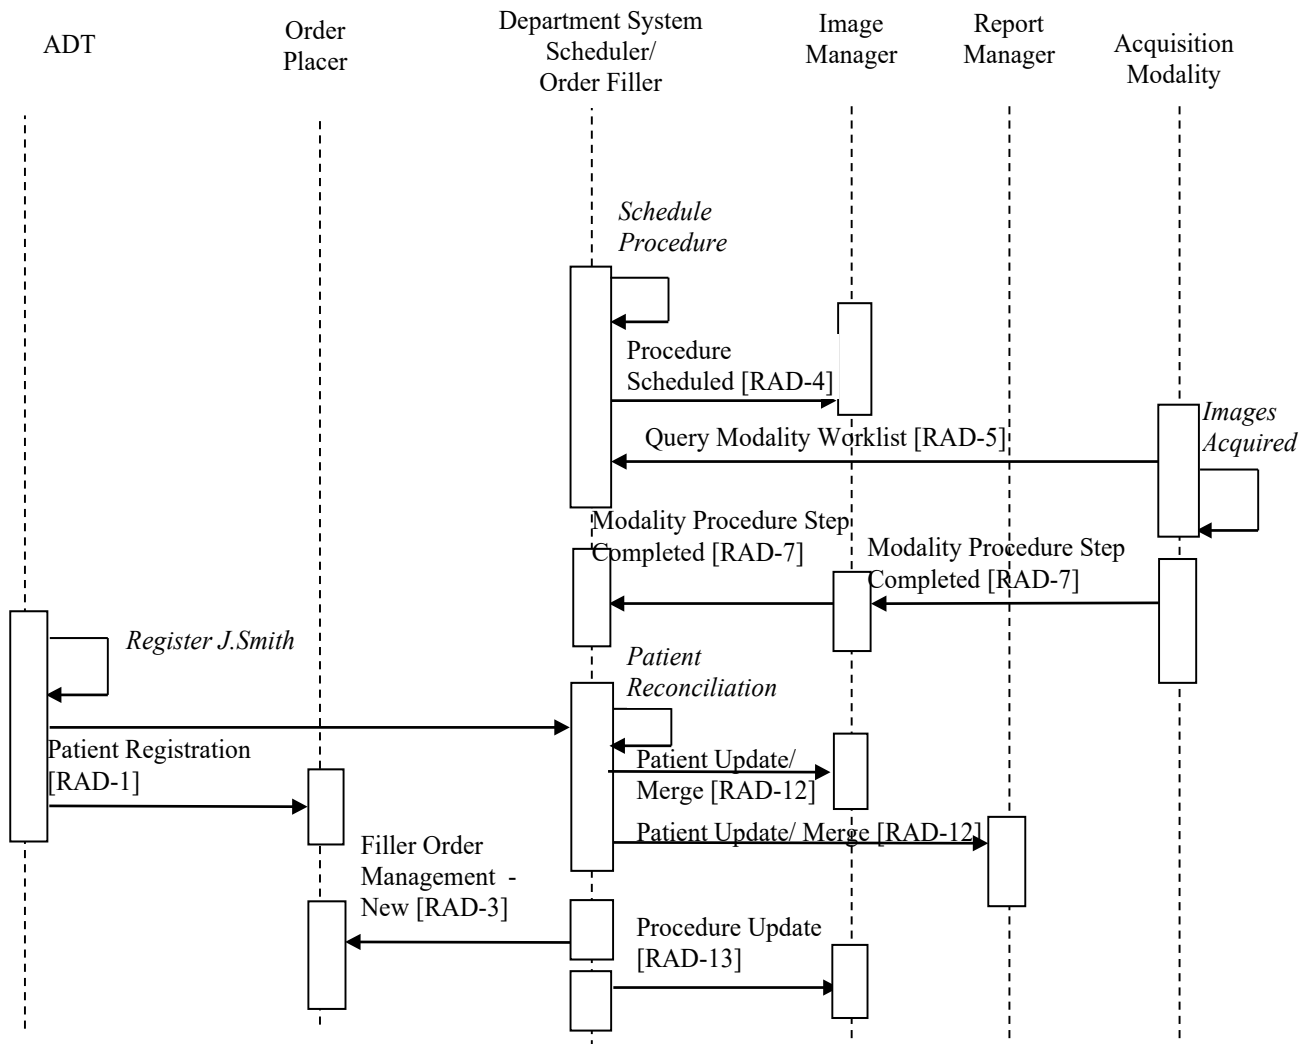 ADT
Order
Placer
Department System
Scheduler/
Order Filler
Image
Manager
Report
Manager
Acquisition
Modality
Schedule
Procedure
Procedure
Scheduled [RAD-4]
Images
Acquired
Query Modality Worklist [RAD-5]
Modality Procedure Step
Completed [RAD-7]
Modality Procedure Step
Completed [RAD-7]
Register J.Smith
Patient
Reconciliation
Patient Registration
[RAD-1]
Patient Update/
Merge [RAD-12]
Patient Update/ Merge [RAD-12]
Filler Order
Management  -
New [RAD-3]
Procedure Update
[RAD-13]